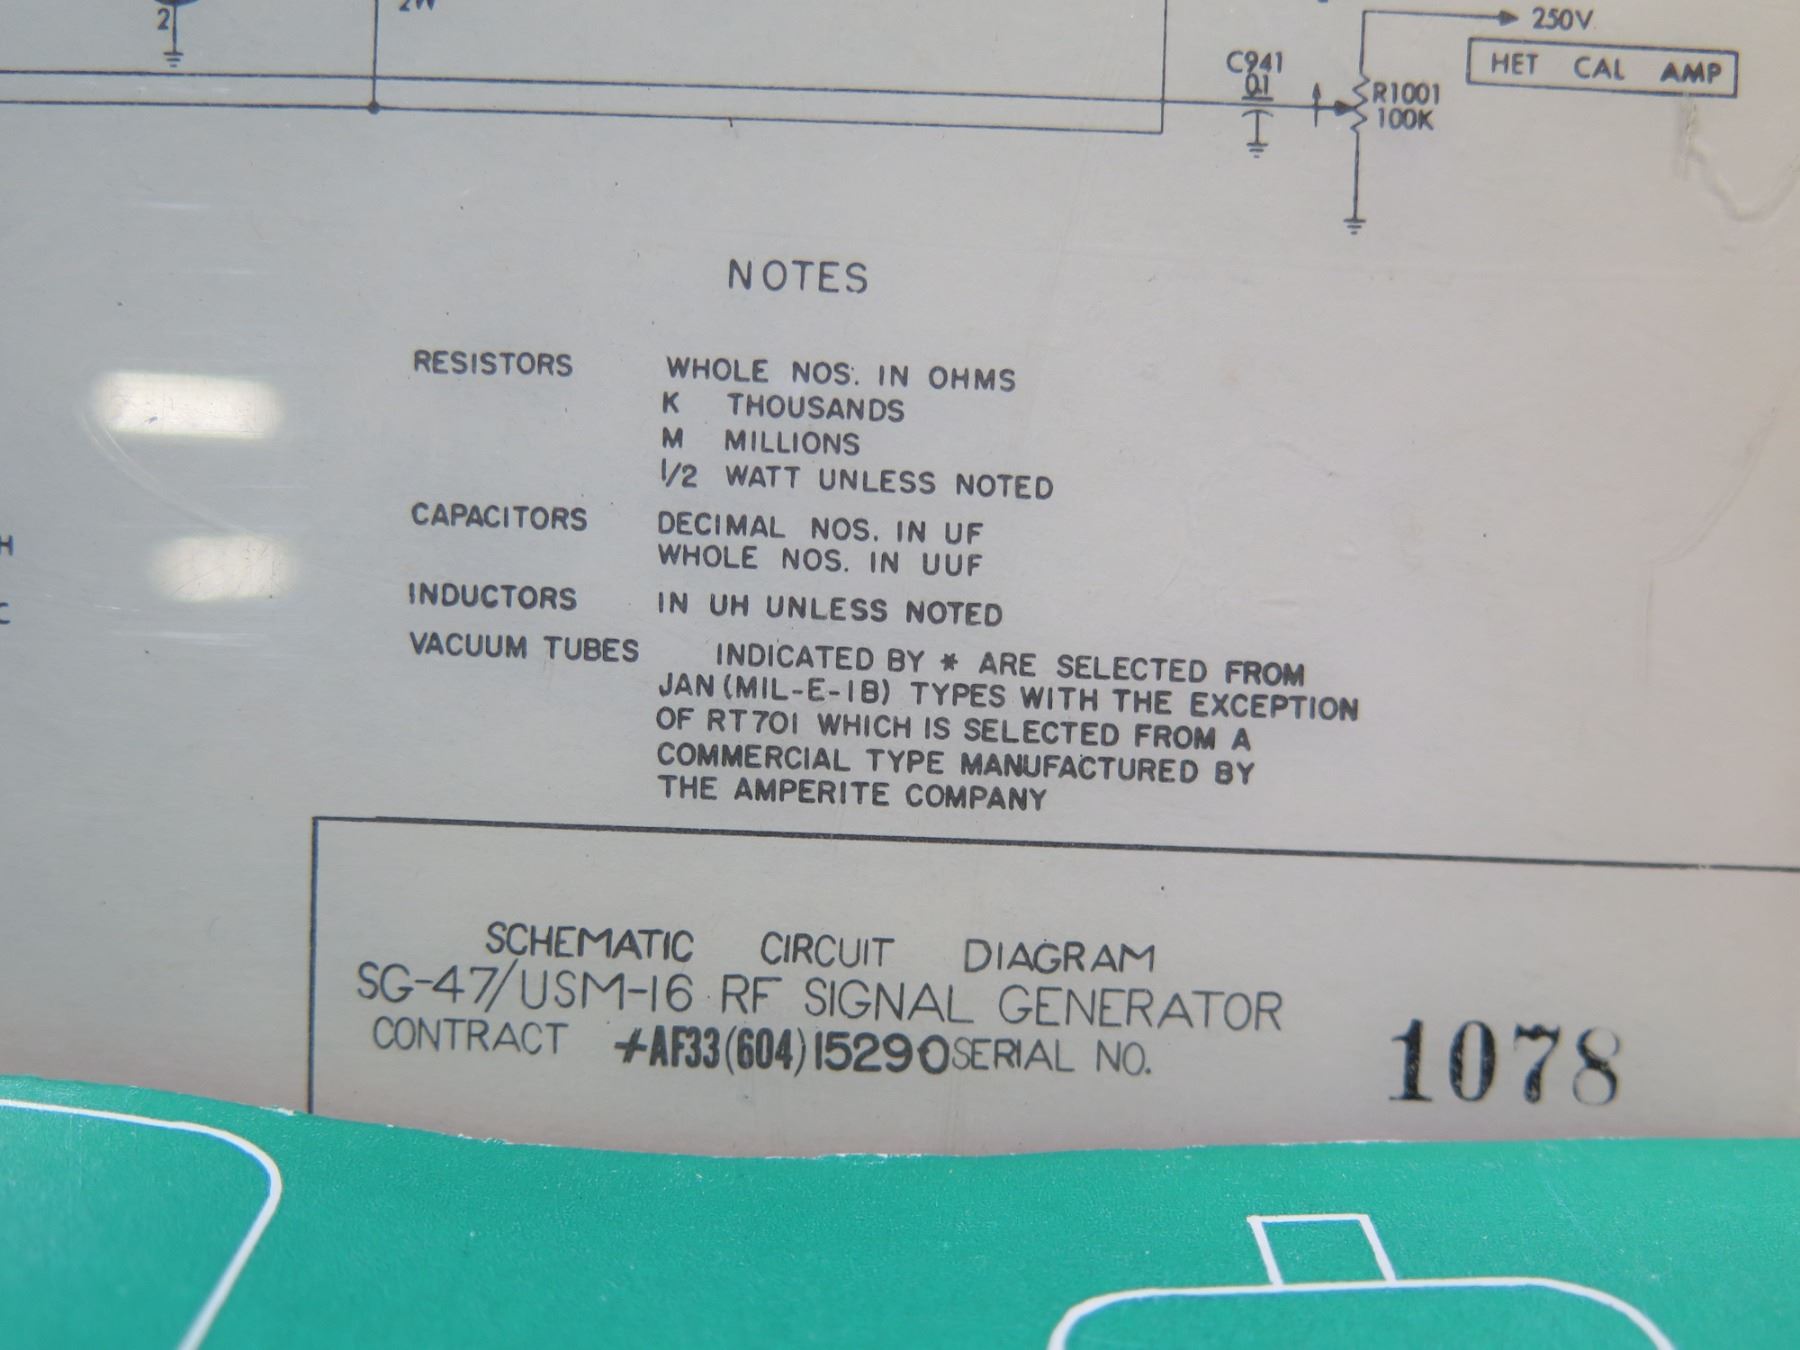 2
2W
250V
HET CAL AMP
C941
0.1
R1001
100K
NOTES
RESISTORS WHOLE NOS. IN OHMS
K THOUSANDS
M MILLIONS
1/2 WATT UNLESS NOTED
CAPACITORS DECIMAL NOS. IN UF
WHOLE NOS. IN UUF
H
C
INDUCTORS IN UH UNLESS NOTED
VACUUM TUBES INDICATED BY * ARE SELECTED FROM
JAN (MIL-E-1B) TYPES WITH THE EXCEPTION
OF RT701 WHICH IS SELECTED FROM A
COMMERCIAL TYPE MANUFACTURED BY
THE AMPERITE COMPANY
SCHEMATIC CIRCUIT DIAGRAM
SG-47/USM-16 RF SIGNAL GENERATOR
CONTRACT AF33(604)15290 SERIAL NO. 1078